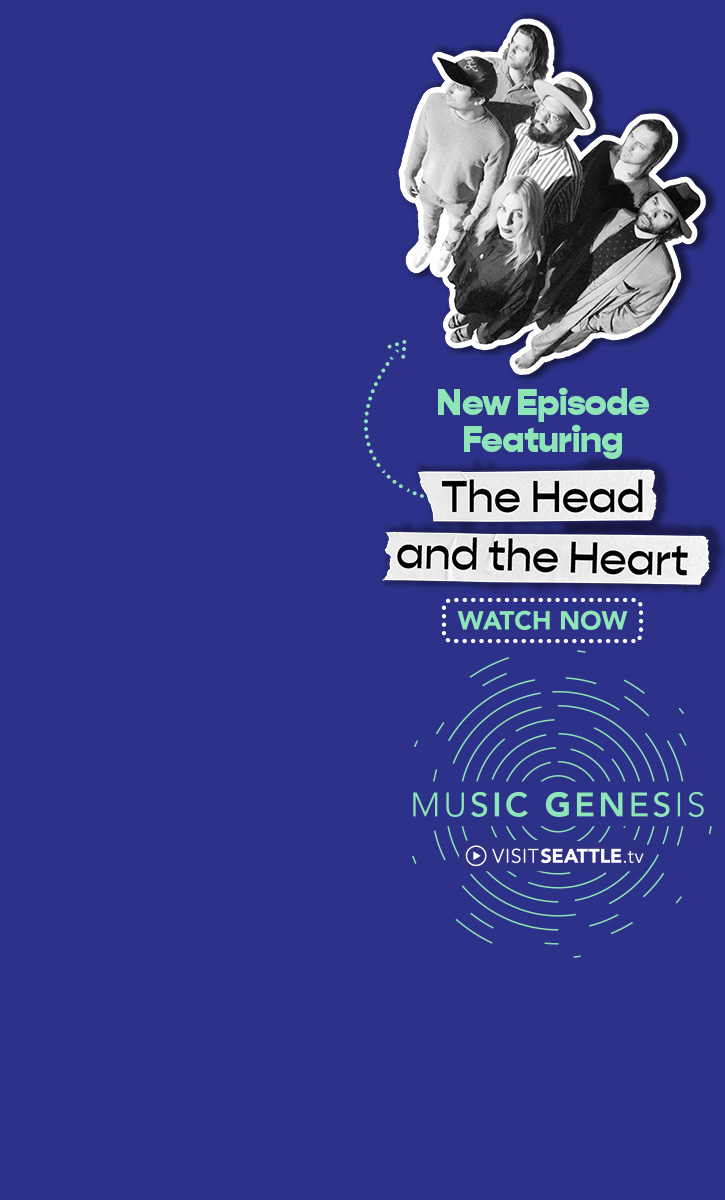 New Episode
Featuring
The Head
and the Heart
WATCH NOW
MUSIC GENESIS
VISITSEATTLE.tv